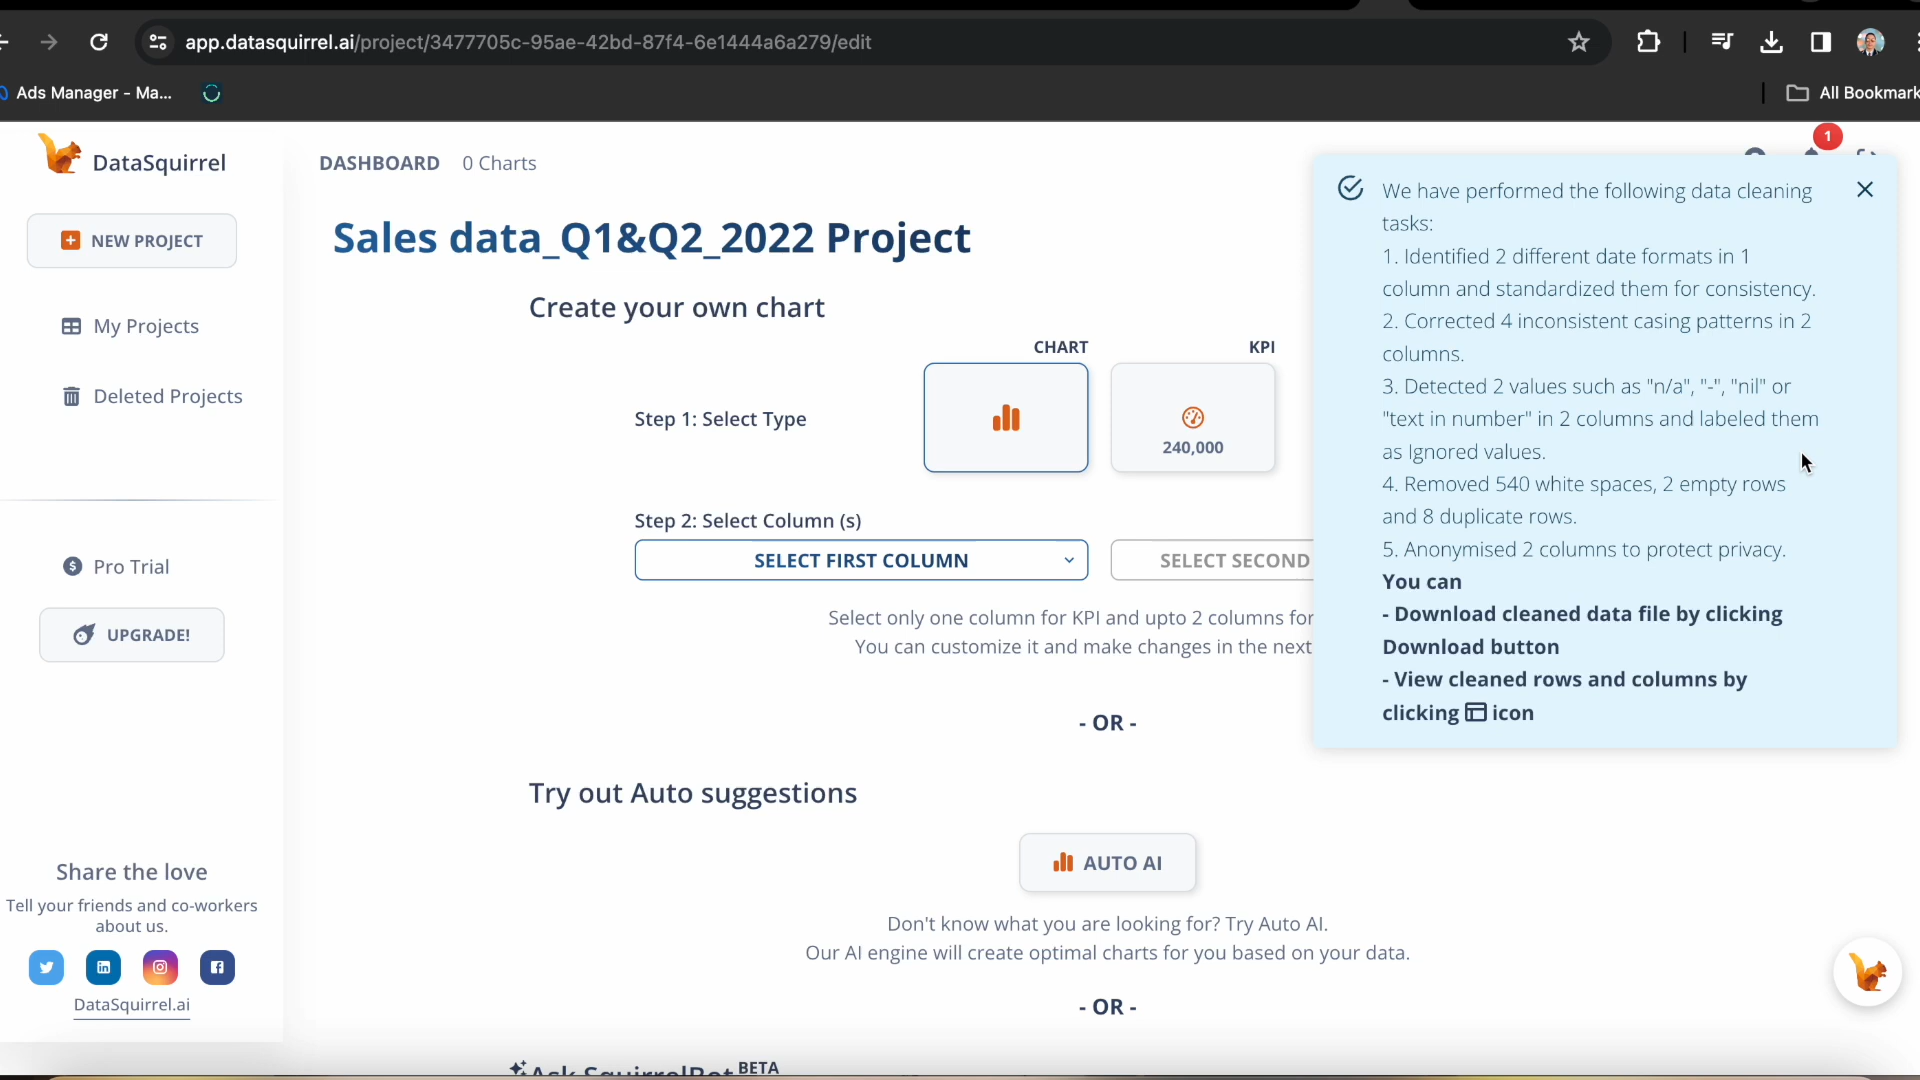 app.datasquirrel.ai/project/3477705c-95ae-42bd-87f4-6e1444a6a279/edit
Ads Manager - Ma...
All Bookmark
DataSquirrel
NEW PROJECT
My Projects
Deleted Projects
Pro Trial
UPGRADE!
Share the love
Tell your friends and co-workers
about us.
DataSquirrel.ai
DASHBOARD 0 Charts
1
Sales data_Q1&Q2_2022 Project
Create your own chart
CHART KPI
Step 1: Select Type
240,000
Step 2: Select Column (s)
SELECT FIRST COLUMN SELECT SECOND
Select only one column for KPI and upto 2 columns for
You can customize it and make changes in the next
- OR -
Try out Auto suggestions
AUTO AI
Don't know what you are looking for? Try Auto AI.
Our AI engine will create optimal charts for you based on your data.
- OR -
Ask SquirrelBot BETA
We have performed the following data cleaning
tasks:
1. Identified 2 different date formats in 1
column and standardized them for consistency.
2. Corrected 4 inconsistent casing patterns in 2
columns.
3. Detected 2 values such as "n/a", "-", "nil" or
"text in number" in 2 columns and labeled them
as Ignored values.
4. Removed 540 white spaces, 2 empty rows
and 8 duplicate rows.
5. Anonymised 2 columns to protect privacy.
You can
- Download cleaned data file by clicking
Download button
- View cleaned rows and columns by
clicking icon